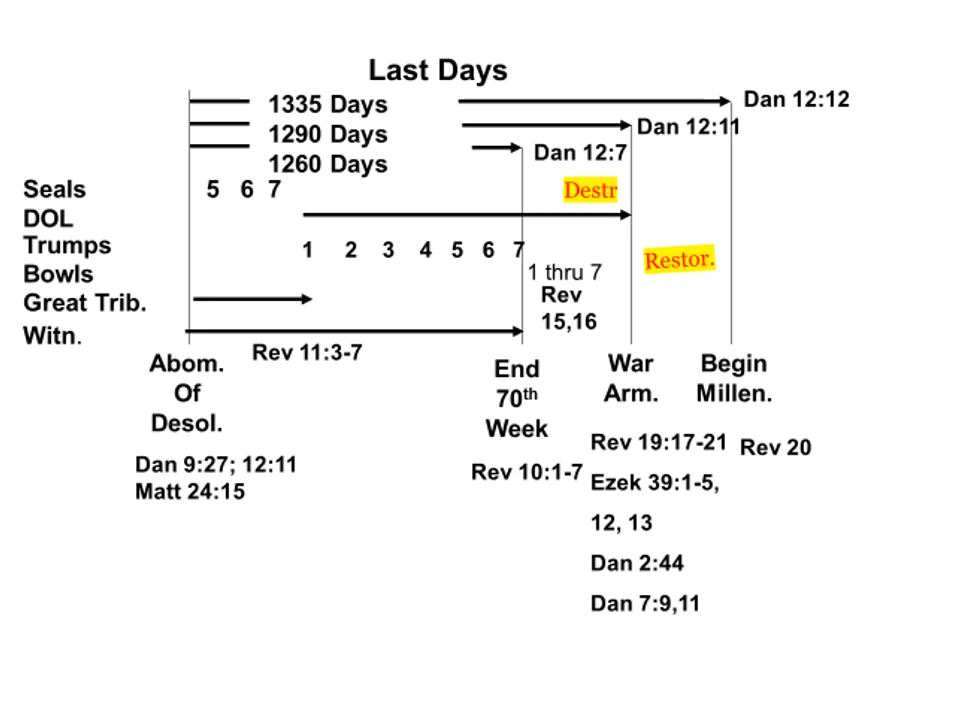 Last Days
1335 Days
Dan 12:12
1290 Days
Dan 12:11
1260 Days
Dan 12:7
Seals 5 6 7
Destr
DOL
Trumps 1 2 3 4 5 6 7
Restor.
Bowls 1 thru 7
Great Trib.
Rev
15,16
Witn.
Rev 11:3-7
Abom.
Of
Desol.
End
70th
Week
War
Arm.
Begin
Millen.
Dan 9:27; 12:11
Matt 24:15
Rev 10:1-7
Rev 19:17-21
Ezek 39:1-5,
12, 13
Dan 2:44
Dan 7:9,11
Rev 20